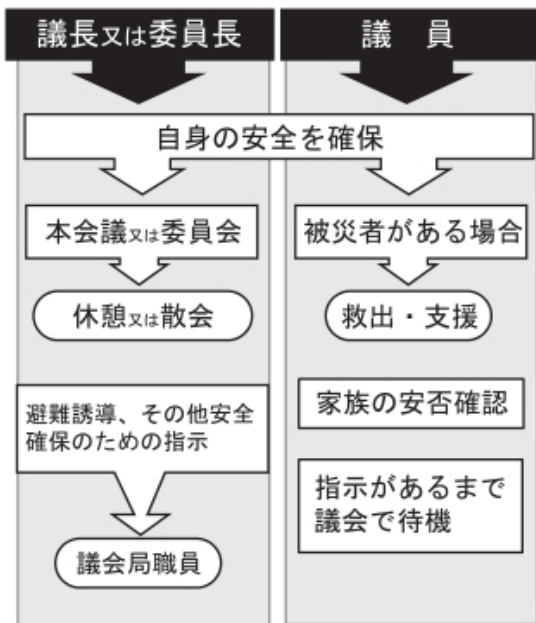 議長又は委員長
議 員
自身の安全を確保
本会議又は委員会
休憩又は散会
避難誘導、その他安全
確保のための指示
議会局職員
被災者がある場合
救出・支援
家族の安否確認
指示があるまで
議会で待機